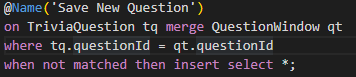 @Name('Save New Question')
on TriviaQuestion tq merge QuestionWindow qt
where tq.questionId = qt.questionId
when not matched then insert select *;